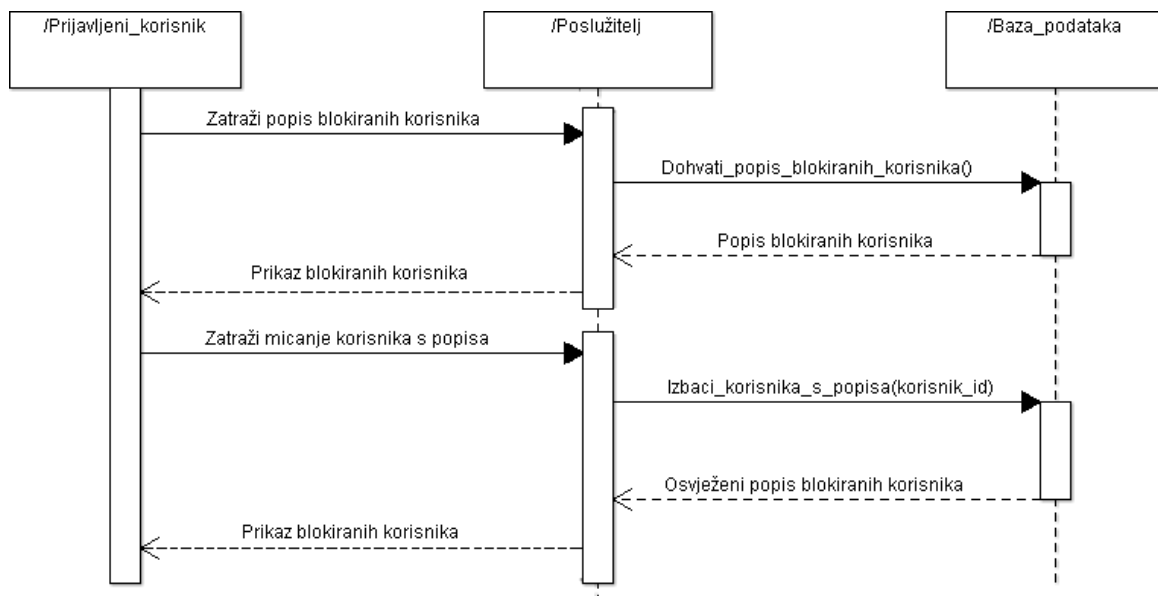 /Prijavljeni_korisnik
/Poslužitelj
/Baza_podataka
Zatraži popis blokiranih korisnika
Dohvati_popis_blokiranih_korisnika()
Popis blokiranih korisnika
Prikaz blokiranih korisnika
Zatraži micanje korisnika s popisa
Izbaci_korisnika_s_popisa(korisnik_id)
Osvježeni popis blokiranih korisnika
Prikaz blokiranih korisnika